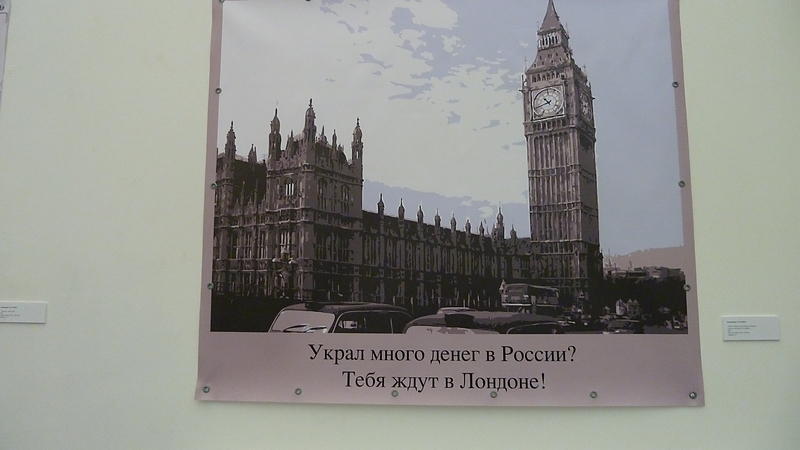 Украл много денег в России?
Тебя ждут в Лондоне!